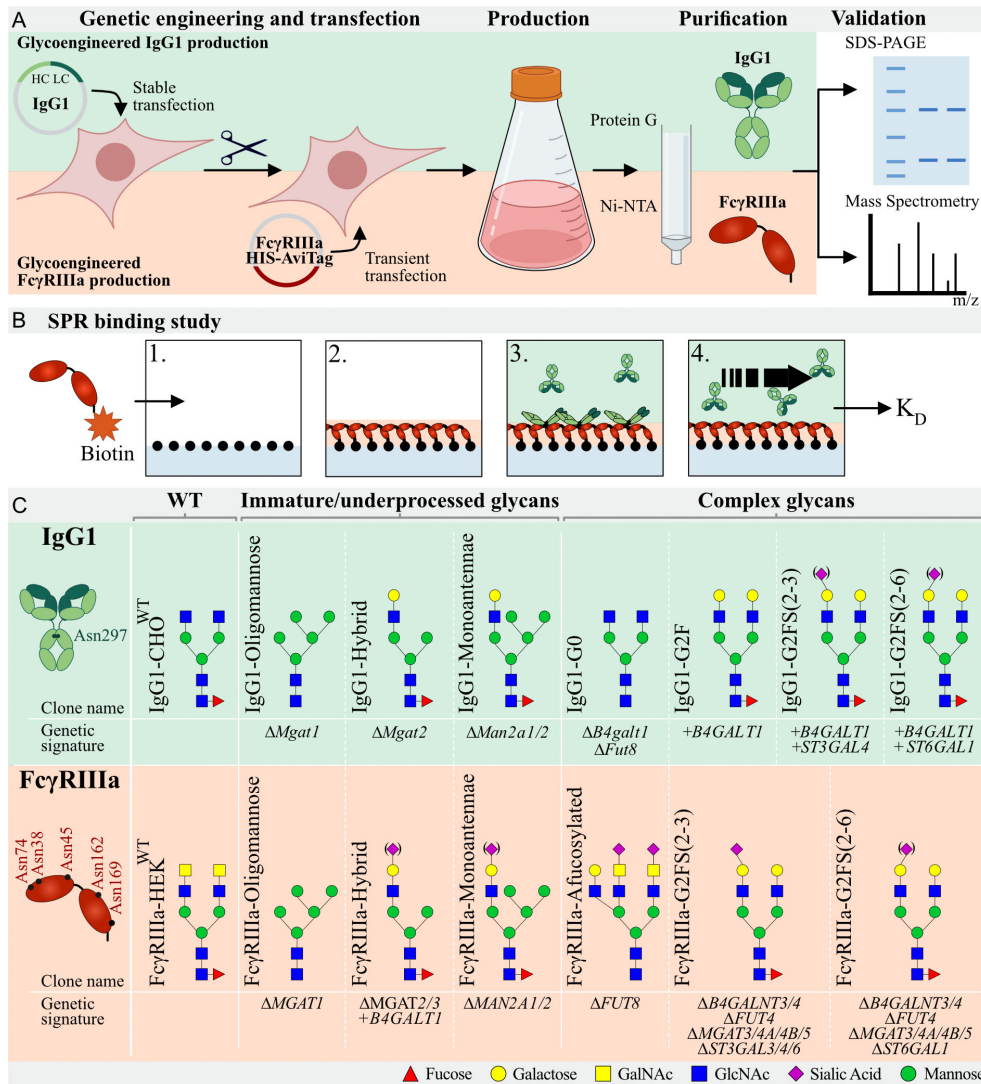 A Genetic engineering and transfection Production Purification Validation
Glycoengineered IgG1 production
HC LC
IgG1
Stable
transfection
FcγRIIIa
HIS-AviTag
Transient
transfection
Glycoengineered
FcγRIIIa production
Protein G
Ni-NTA
IgG1
FcγRIIIa
SDS-PAGE
Mass Spectrometry
m/z
B SPR binding study
Biotin
1.
2.
3.
4.
KD
C WT Immature/underprocessed glycans Complex glycans
IgG1
Asn297
Clone name
IgG1-CHOWT
IgG1-Oligomannose
IgG1-Hybrid
IgG1-Monoantennae
IgG1-G0
IgG1-G2F
IgG1-G2FS(2-3)
IgG1-G2FS(2-6)
Genetic
signature
ΔMgat1
ΔMgat2
ΔMan2a1/2
ΔB4galt1
ΔFut8
+B4GALT1
+B4GALT1
+ST3GAL4
+B4GALT1
+ST6GAL1
FcγRIIIa
Asn74
Asn38
Asn45
Asn162
Asn169
Clone name
FcγRIIIa-HEKWT
FcγRIIIa-Oligomannose
FcγRIIIa-Hybrid
FcγRIIIa-Monoantennae
FcγRIIIa-Afucosylated
FcγRIIIa-G2FS(2-3)
FcγRIIIa-G2FS(2-6)
Genetic
signature
ΔMGAT1
ΔMGAT2/3
+B4GALT1
ΔMAN2A1/2
ΔFUT8
ΔB4GALNT3/4
ΔFUT4
ΔMGAT3/4A/4B/5
ΔST3GAL3/4/6
ΔB4GALNT3/4
ΔFUT4
ΔMGAT3/4A/4B/5
ΔST6GAL1
Fucose Galactose GalNAc GlcNAc Sialic Acid Mannose